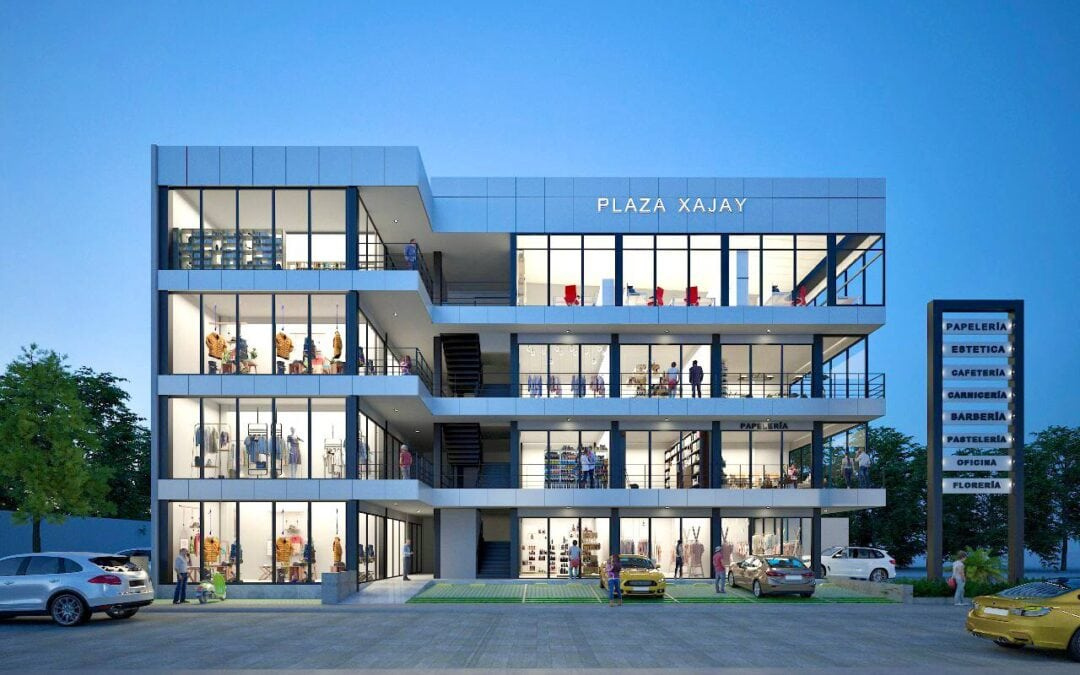 PLAZA XAJAY
PAPELERÍA
PAPELERÍA
ESTETICA
CAFETERÍA
CARNICERÍA
BARBERÍA
PASTELERÍA
OFICINA
FLORERÍA